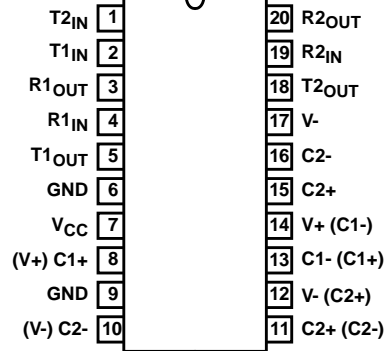 T2IN 1 20 R2OUT
T1IN 2 19 R2IN
R1OUT 3 18 T2OUT
R1IN 4 17 V-
T1OUT 5 16 C2-
GND 6 15 C2+
VCC 7 14 V+ (C1-)
(V+) C1+ 8 13 C1- (C1+)
GND 9 12 V- (C2+)
(V-) C2- 10 11 C2+ (C2-)